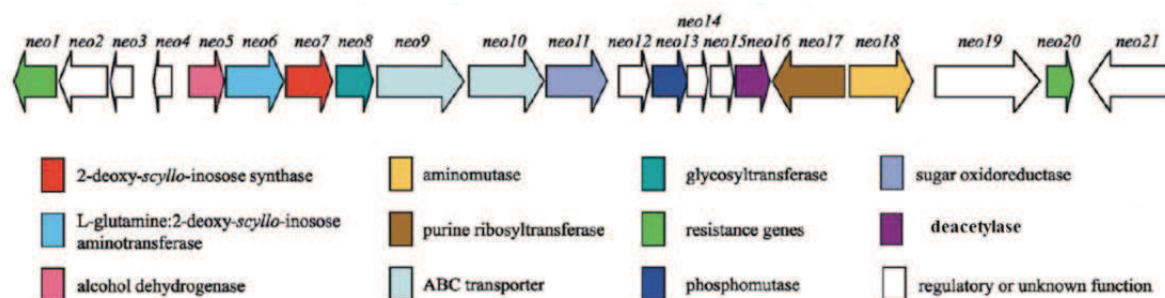 neo14
neo1 neo2 neo3 neo4 neo5 neo6 neo7 neo8 neo9 neo10 neo11 neo12 neo13 neo15 neo16 neo17 neo18 neo19 neo20 neo21
2-deoxy-scyllo-inosose synthase aminomutase glycosyltransferase sugar oxidoreductase
L-glutamine:2-deoxy-scyllo-inosose
aminotransferase purine ribosyltransferase resistance genes deacetylase
alcohol dehydrogenase ABC transporter phosphomutase regulatory or unknown function